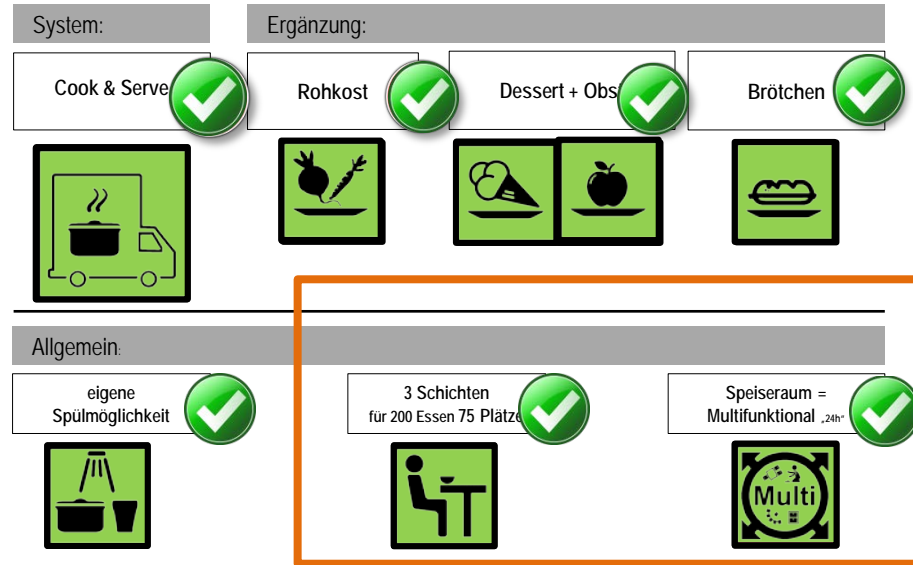 System:
Ergänzung:
Cook & Serve
Rohkost
Dessert + Obs
Brötchen
Allgemein:
eigene
Spülmöglichkeit
3 Schichten
für 200 Essen 75 Plätze
Speiseraum =
Multifunktional „24h"
Multi